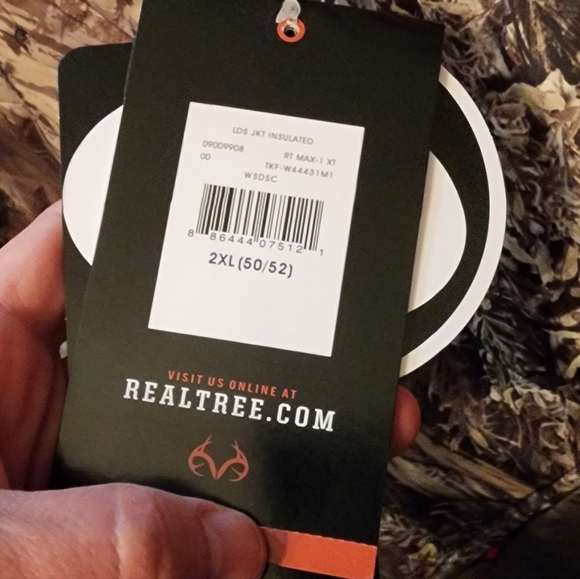 LDS JKT INSULATED
09009908 RT MAX-1 XT
00 TKF-W44431M1
WSDSC
8 86444 07512 1
2XL(50/52)
VISIT US ONLINE AT
REALTREE.COM